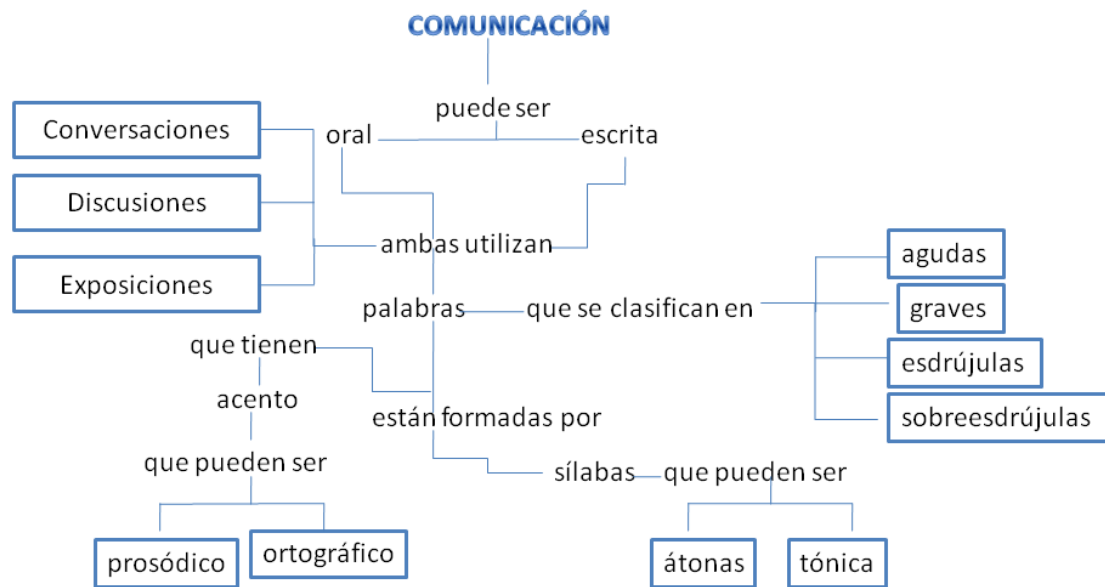 COMUNICACIÓN
puede ser
oral
escrita
Conversaciones
Discusiones
Exposiciones
ambas utilizan
palabras
que se clasifican en
agudas
graves
esdrújulas
sobreesdrújulas
que tienen
acento
que pueden ser
prosódico
ortográfico
están formadas por
sílabas
que pueden ser
átonas
tónica